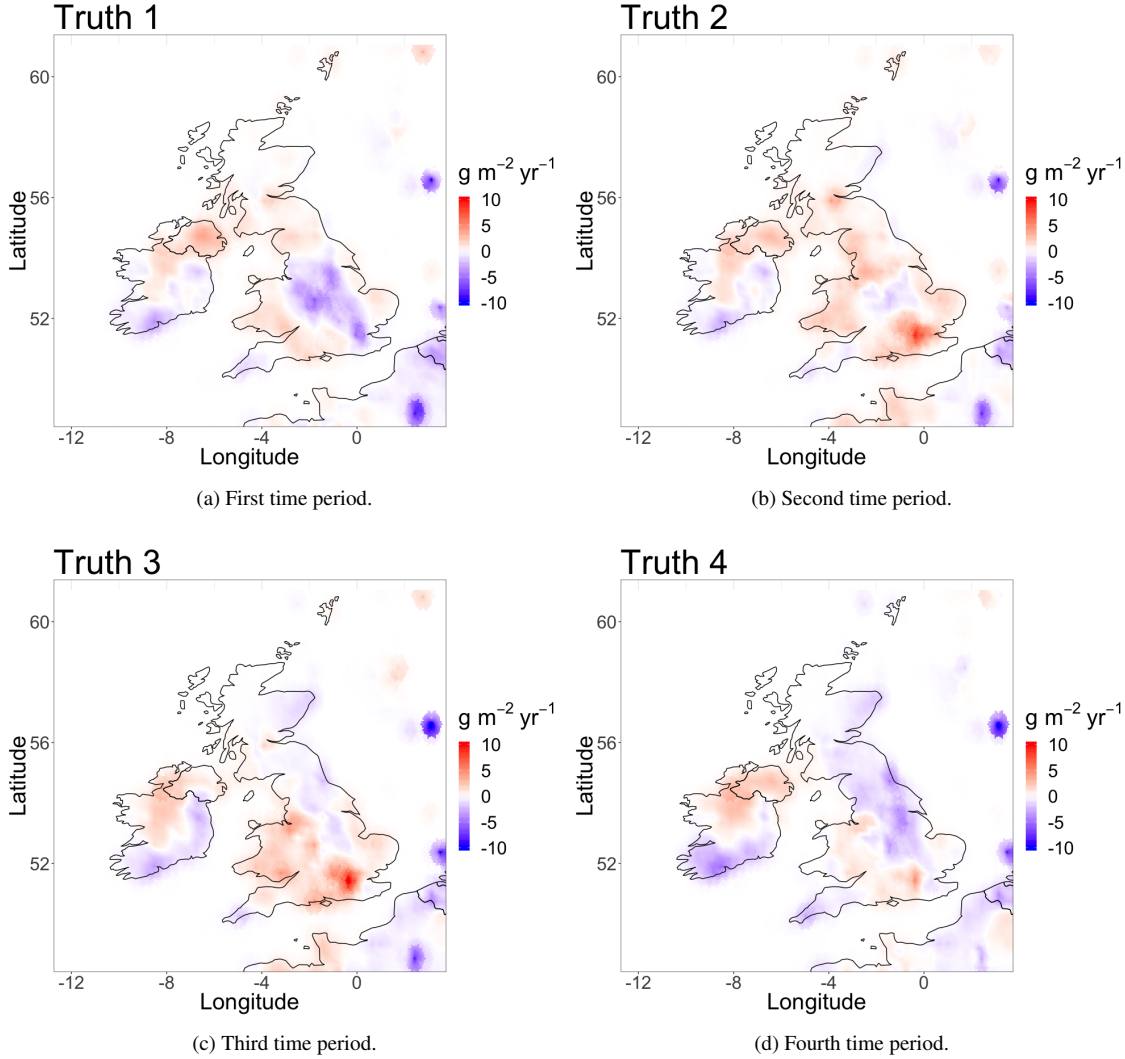 Truth 1
60
56
52
Latitude
-12 -8 -4 0
Longitude
g m−2 yr−1
10
5
0
-5
-10
(a) First time period.
Truth 2
60
56
52
Latitude
-12 -8 -4 0
Longitude
g m−2 yr−1
10
5
0
-5
-10
(b) Second time period.
Truth 3
60
56
52
Latitude
-12 -8 -4 0
Longitude
g m−2 yr−1
10
5
0
-5
-10
(c) Third time period.
Truth 4
60
56
52
Latitude
-12 -8 -4 0
Longitude
g m−2 yr−1
10
5
0
-5
-10
(d) Fourth time period.